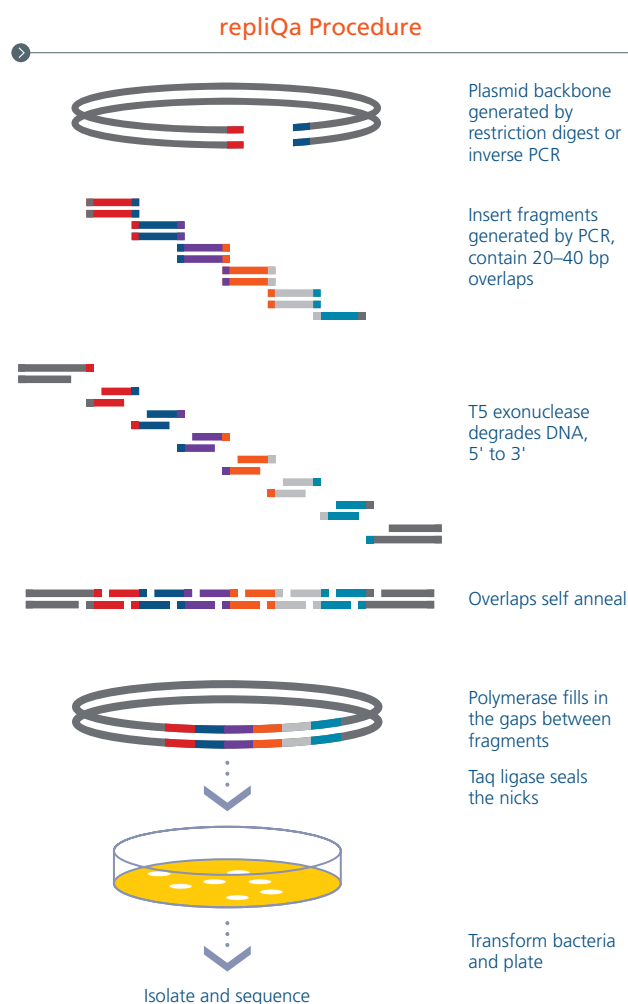 repliQa Procedure
Plasmid backbone
generated by
restriction digest or
inverse PCR
Insert fragments
generated by PCR,
contain 20–40 bp
overlaps
T5 exonuclease
degrades DNA,
5' to 3'
Overlaps self anneal
Polymerase fills in
the gaps between
fragments
Taq ligase seals
the nicks
Transform bacteria
and plate
Isolate and sequence